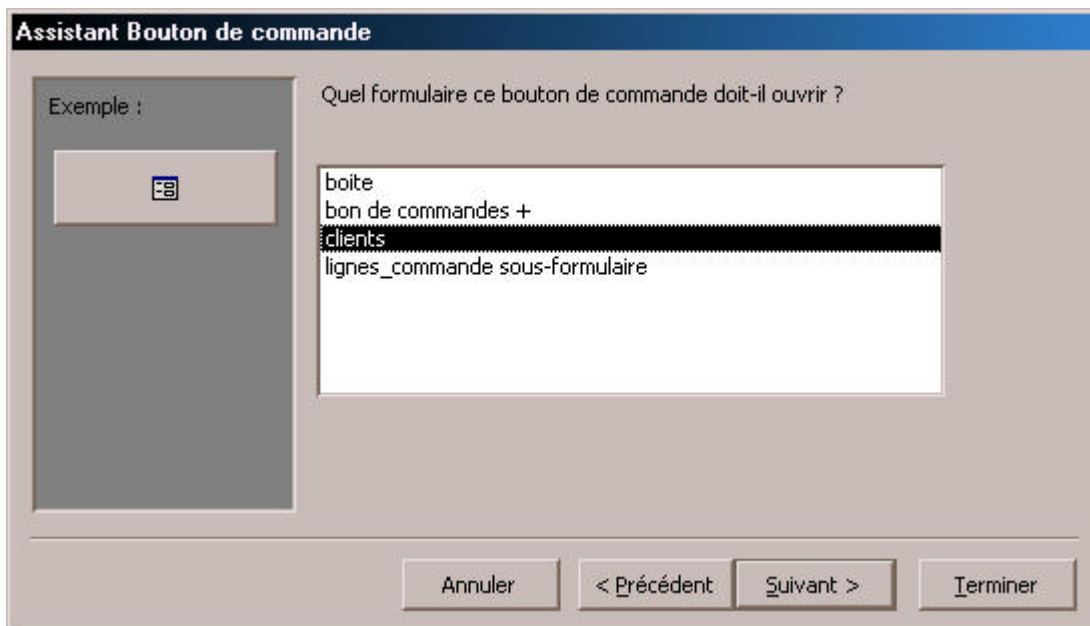 Assistant Bouton de commande
Exemple :
Quel formulaire ce bouton de commande doit-il ouvrir ?
boite
bon de commandes +
clients
lignes_commande sous-formulaire
Annuler
< Précédent
Suivant >
Terminer